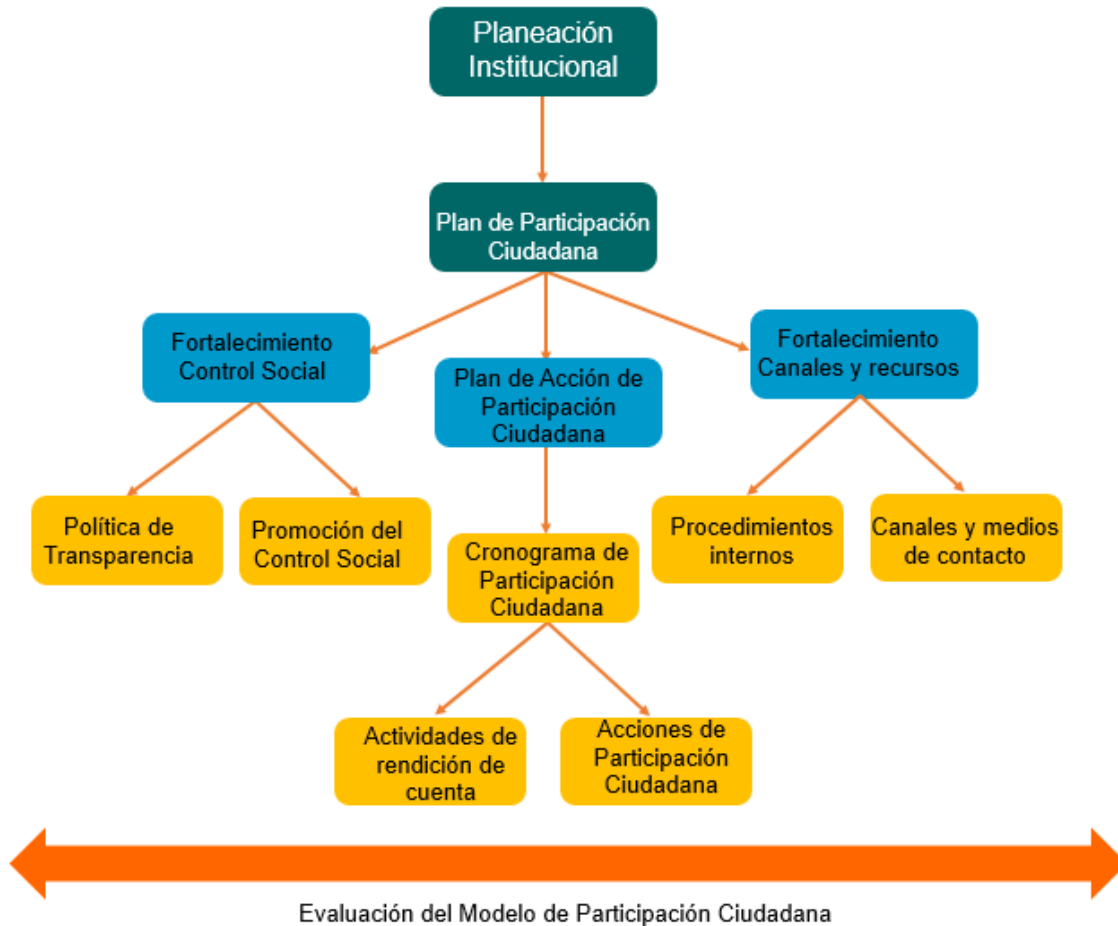 Planeación
Institucional
Plan de Participación
Ciudadana
Fortalecimiento
Control Social
Plan de Acción de
Participación
Ciudadana
Fortalecimiento
Canales y recursos
Política de
Transparencia
Promoción del
Control Social
Cronograma de
Participación
Ciudadana
Procedimientos
internos
Canales y medios
de contacto
Actividades de
rendición de
cuenta
Acciones de
Participación
Ciudadana
Evaluación del Modelo de Participación Ciudadana